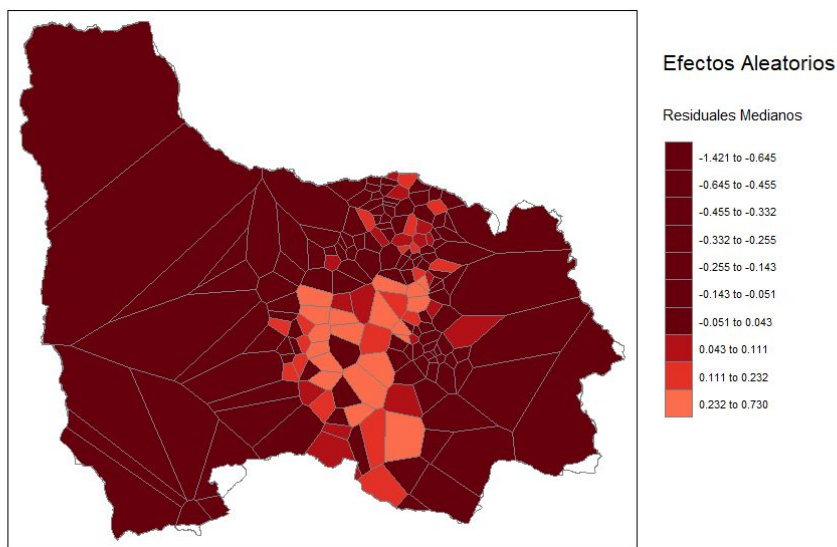 Efectos Aleatorios
Residuales Medianos
-1.421 to -0.645
-0.645 to -0.455
-0.455 to -0.332
-0.332 to -0.255
-0.255 to -0.143
-0.143 to -0.051
-0.051 to 0.043
0.043 to 0.111
0.111 to 0.232
0.232 to 0.730